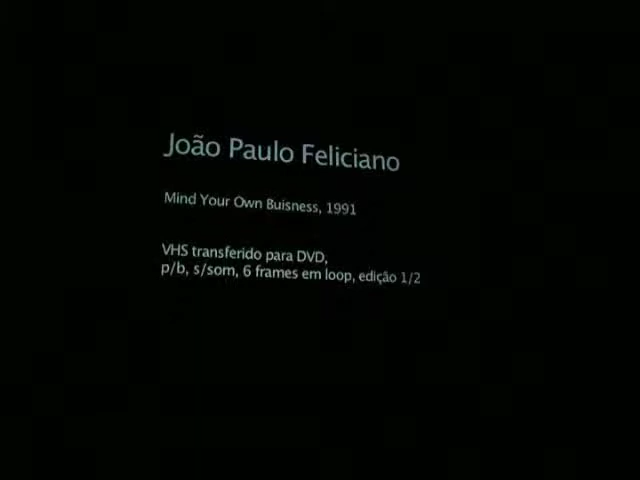 João Paulo Feliciano
Mind Your Own Buisness, 1991
VHS transferido para DVD,
p/b, s/som, 6 frames em loop, edição 1/2